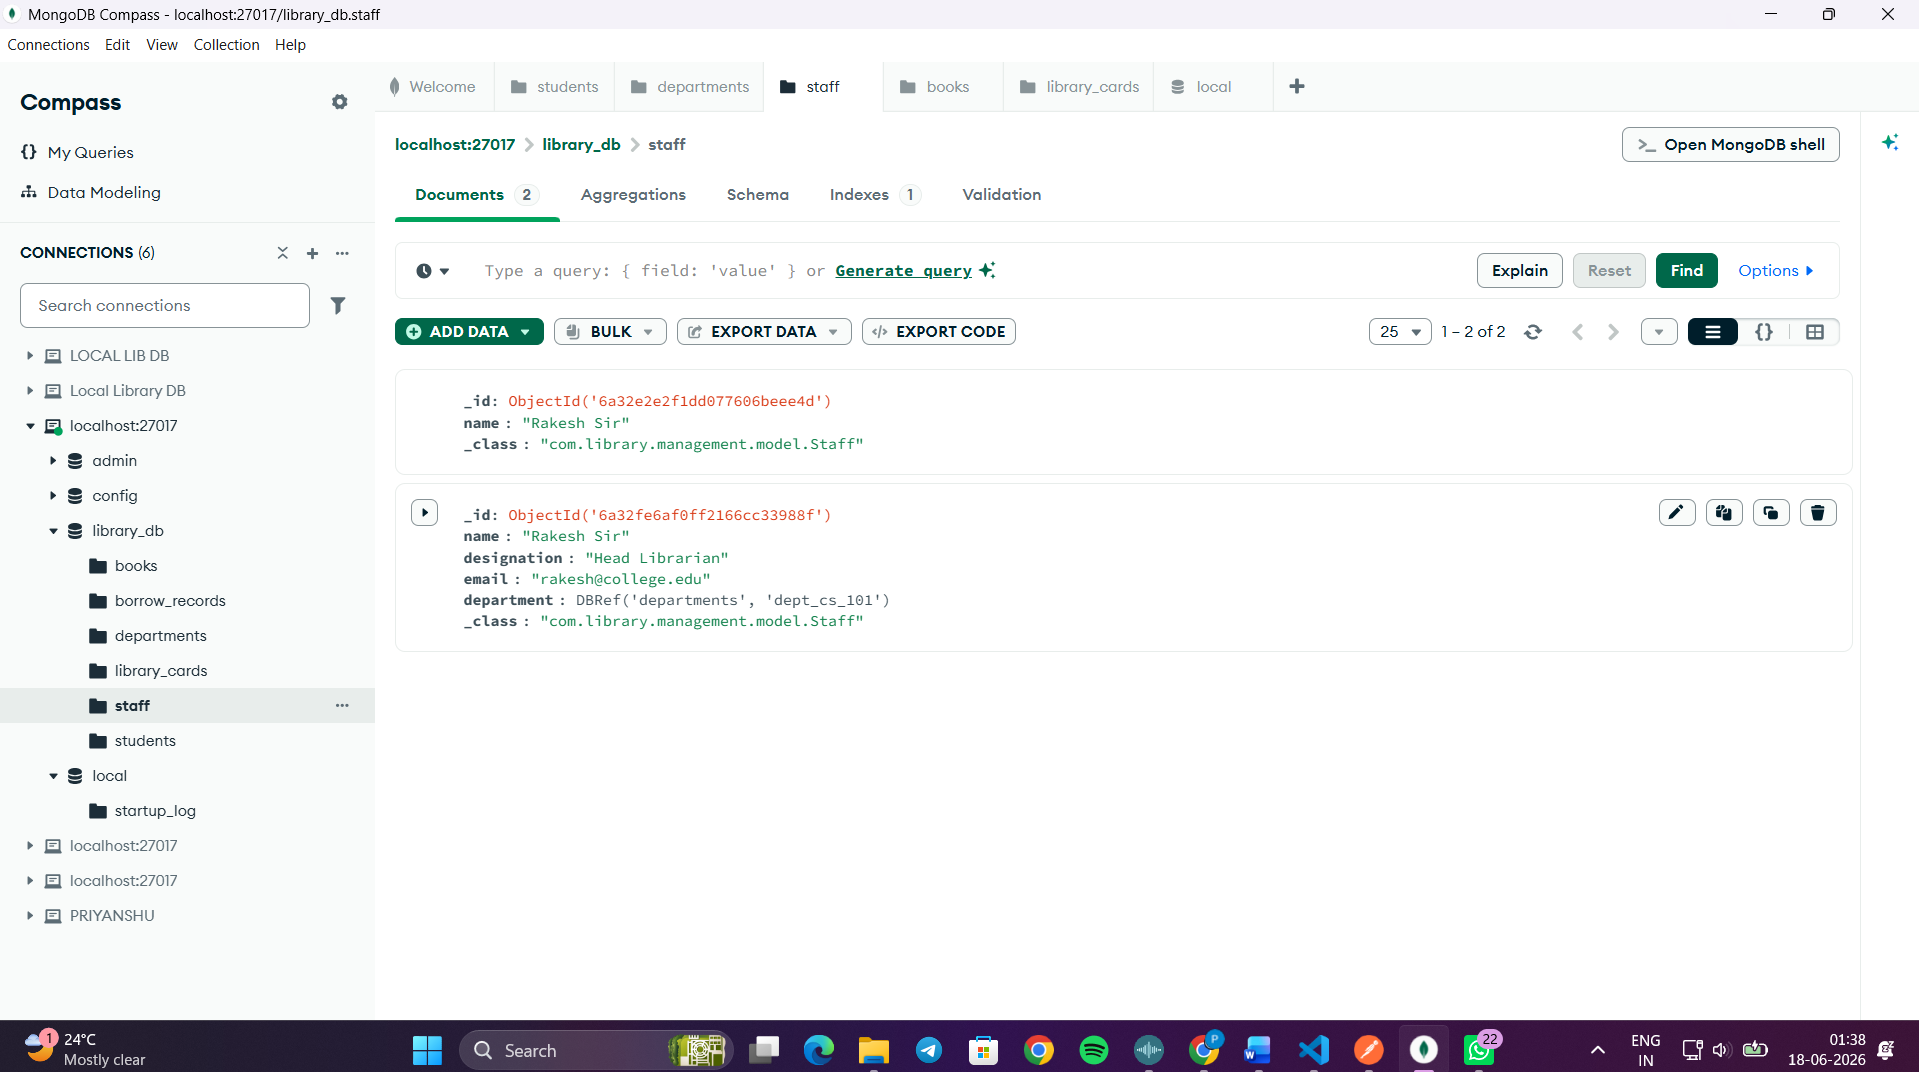 MongoDB Compass - localhost:27017/library_db.staff
Connections Edit View Collection Help
Compass
My Queries
Data Modeling
CONNECTIONS (6)
Search connections
LOCAL LIB DB
Local Library DB
localhost:27017
admin
config
library_db
books
borrow_records
departments
library_cards
staff
students
local
startup_log
localhost:27017
localhost:27017
PRIYANSHU
Welcome students departments staff books library_cards local
localhost:27017 library_db staff
>_ Open MongoDB shell
Documents 2 Aggregations Schema Indexes 1 Validation
Type a query: { field: 'value' } or Generate query
Explain Reset Find Options
ADD DATA BULK EXPORT DATA EXPORT CODE
25 1 – 2 of 2
_id: ObjectId('6a32e2e2f1dd077606beee4d')
name : "Rakesh Sir"
_class : "com.library.management.model.Staff"
_id: ObjectId('6a32fe6af0ff2166cc33988f')
name : "Rakesh Sir"
designation : "Head Librarian"
email : "rakesh@college.edu"
department : DBRef('departments', 'dept_cs_101')
_class : "com.library.management.model.Staff"
1
24°C
Mostly clear
Search
P
22
ENG
IN
01:38
18-06-2026